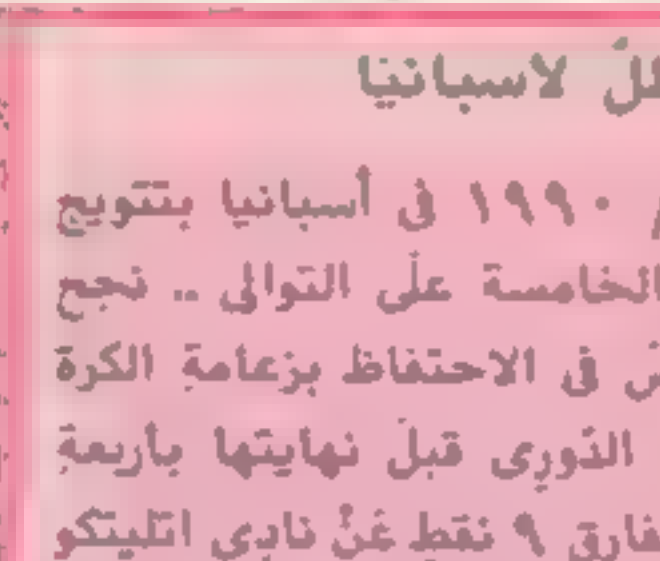 لاسبانيا
١٩٩٠ فى أسبانيا بتتويج
الخامسة على التوالى .. نجح
فى الاحتفاظ بزعامة الكرة
الدورى قبل نهايتها بأربعة
٩ نقط عن نادى اتليتكو